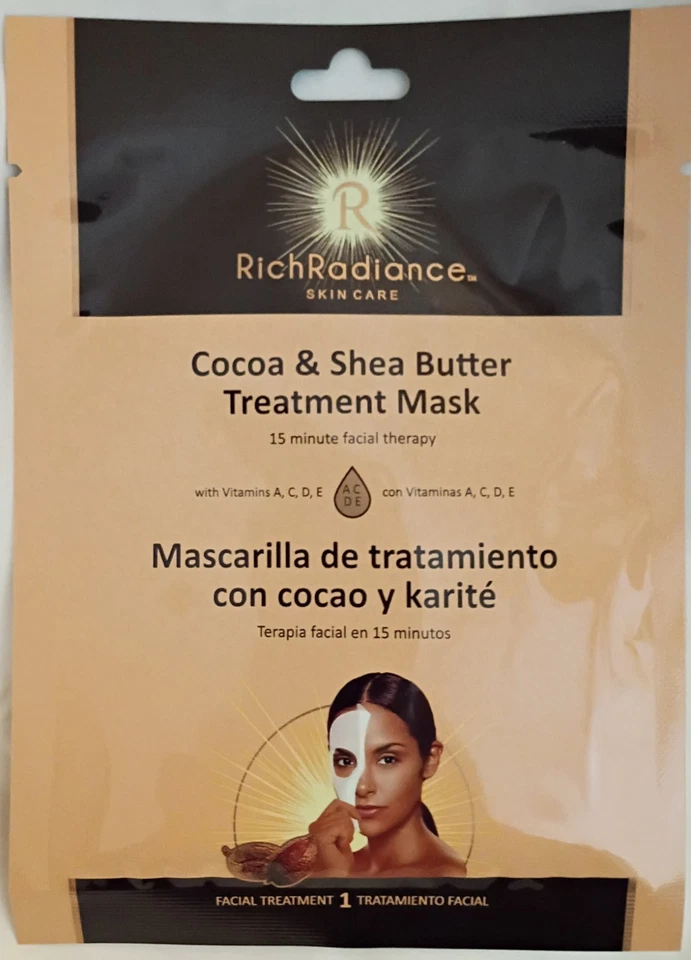 R
RichRadiance℠
SKIN CARE
Cocoa & Shea Butter
Treatment Mask
15 minute facial therapy
with Vitamins A, C, D, E
A C
D E
con Vitaminas A, C, D, E
Mascarilla de tratamiento
con cocao y karité
Terapia facial en 15 minutos
FACIAL TREATMENT 1 TRATAMIENTO FACIAL